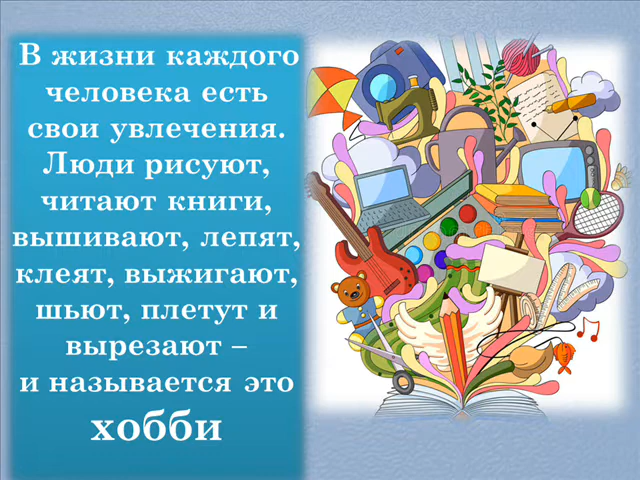 В жизни каждого
человека есть
свои увлечения.
Люди рисуют,
читают книги,
вышивают, лепят,
клеят, выжигают,
шьют, плетут и
вырезают –
и называется это
хобби